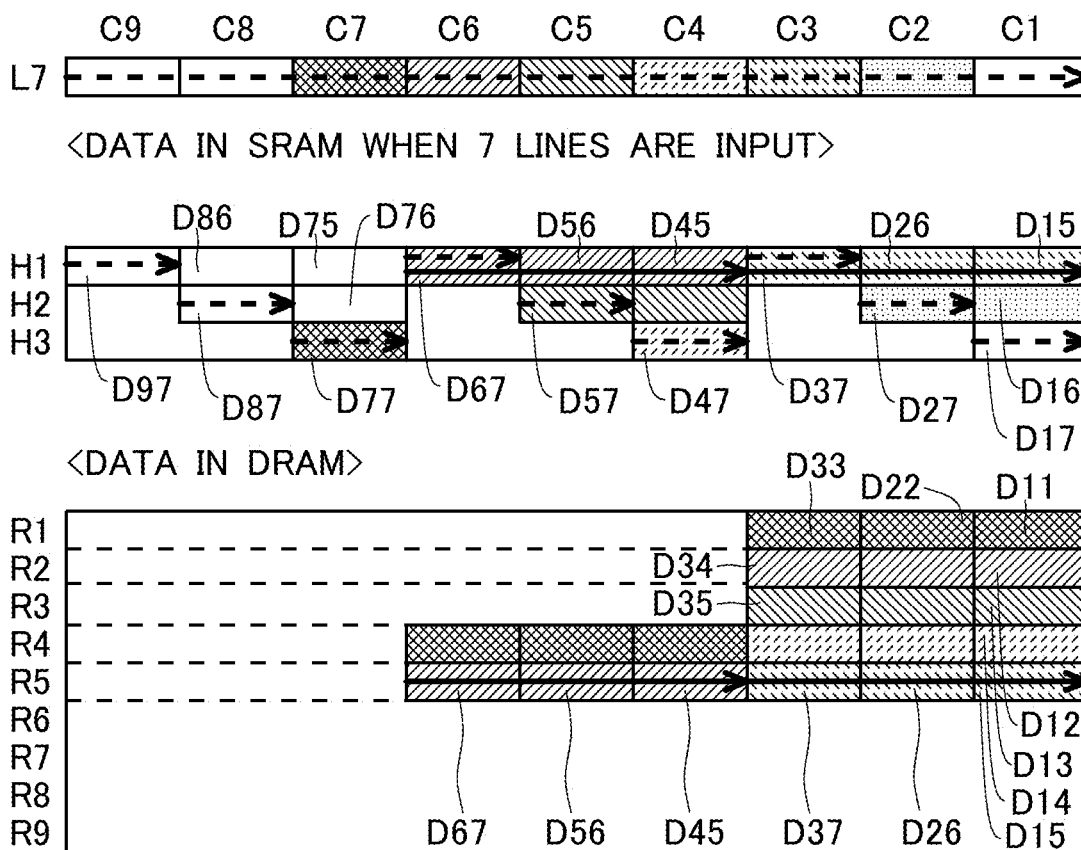 C9 C8 C7 C6 C5 C4 C3 C2 C1
L7
<DATA IN SRAM WHEN 7 LINES ARE INPUT>
D86 D75 D76 D56 D45 D26 D15
H1
H2
H3
D97 D87 D77 D67 D57 D47 D37 D27 D16
D17
<DATA IN DRAM>
D33 D22 D11
R1
R2 D34
R3 D35
R4
R5
R6 D12
R7 D13
R8 D14
R9 D67 D56 D45 D37 D26 D15